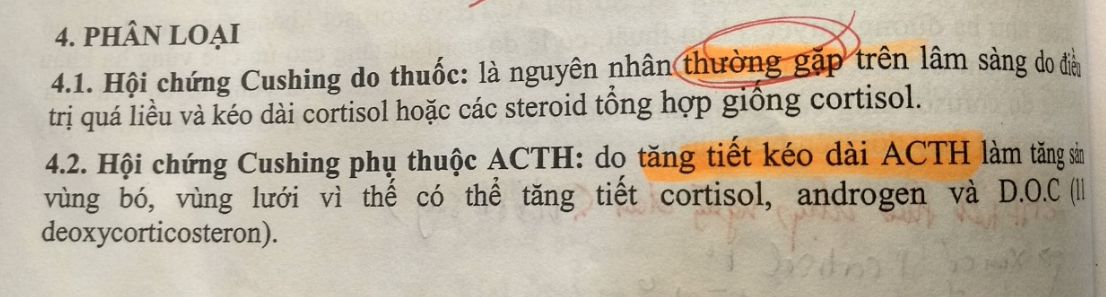 4. PHÂN LOẠI
4.1. Hội chứng Cushing do thuốc: là nguyên nhân thường gặp trên lâm sàng do điều
trị quá liều và kéo dài cortisol hoặc các steroid tổng hợp giống cortisol.
4.2. Hội chứng Cushing phụ thuộc ACTH: do tăng tiết kéo dài ACTH làm tăng sản
vùng bó, vùng lưới vì thế có thể tăng tiết cortisol, androgen và D.O.C (11
deoxycorticosteron).